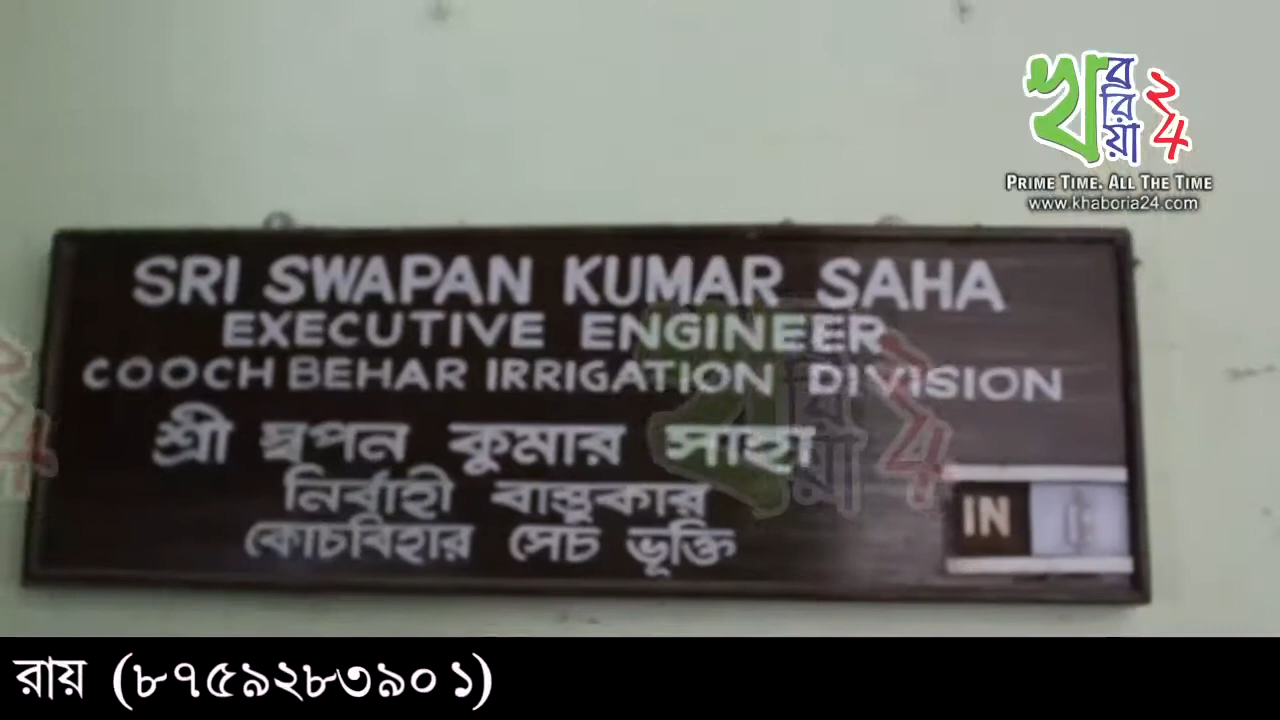 খবরিয়া ২৪
PRIME TIME. ALL THE TIME
www.khaboria24.com
SRI SWAPAN KUMAR SAHA
EXECUTIVE ENGINEER
COOCH BEHAR IRRIGATION DIVISION
শ্রী স্বপন কুমার সাহা
নির্বাহী বাস্তুকার
কোচবিহার সেচ ভূক্তি
IN
রায় (৮৭৫৯২৮৩৯০১)